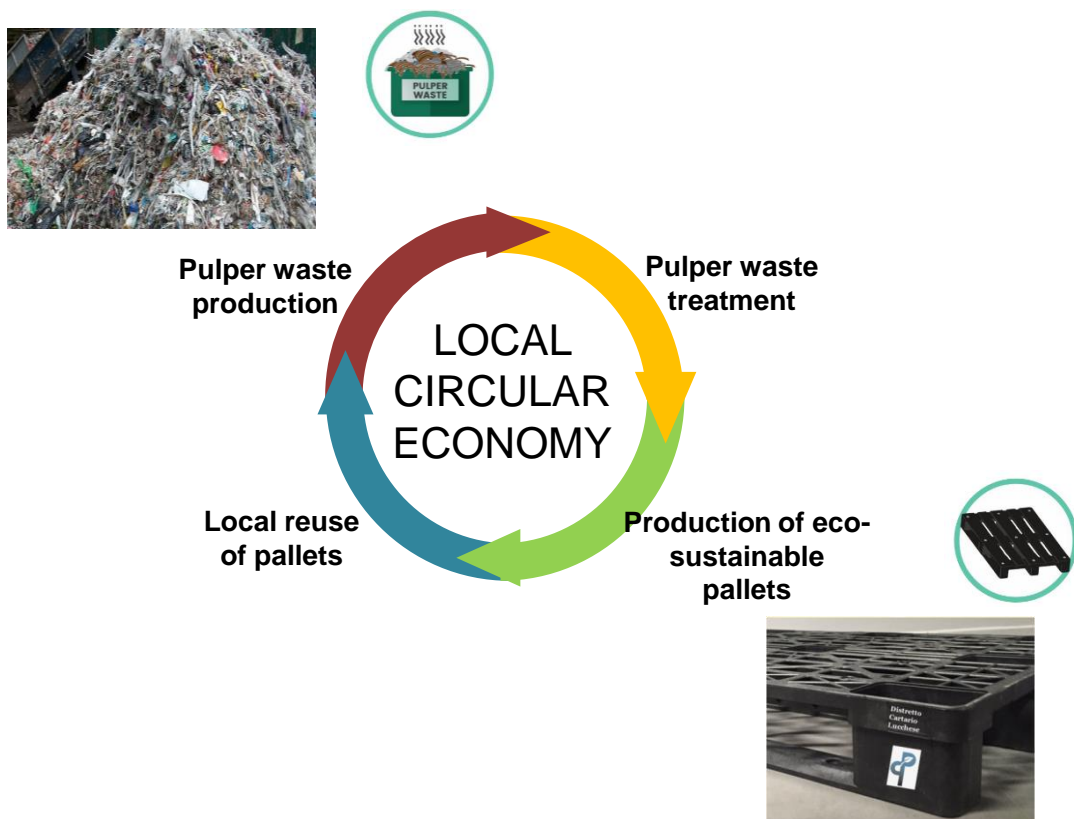 PULPER
WASTE
Pulper waste
production
Pulper waste
treatment
LOCAL
CIRCULAR
ECONOMY
Local reuse
of pallets
Production of eco-
sustainable
pallets
Distretto
Cartario
Lucchese